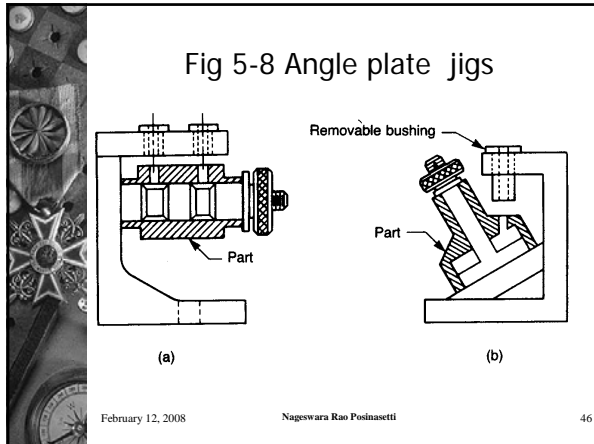 Fig 5-8 Angle plate jigs
Removable bushing
Part
Part
(a)
(b)
February 12, 2008
Nageswara Rao Posinasetti
46